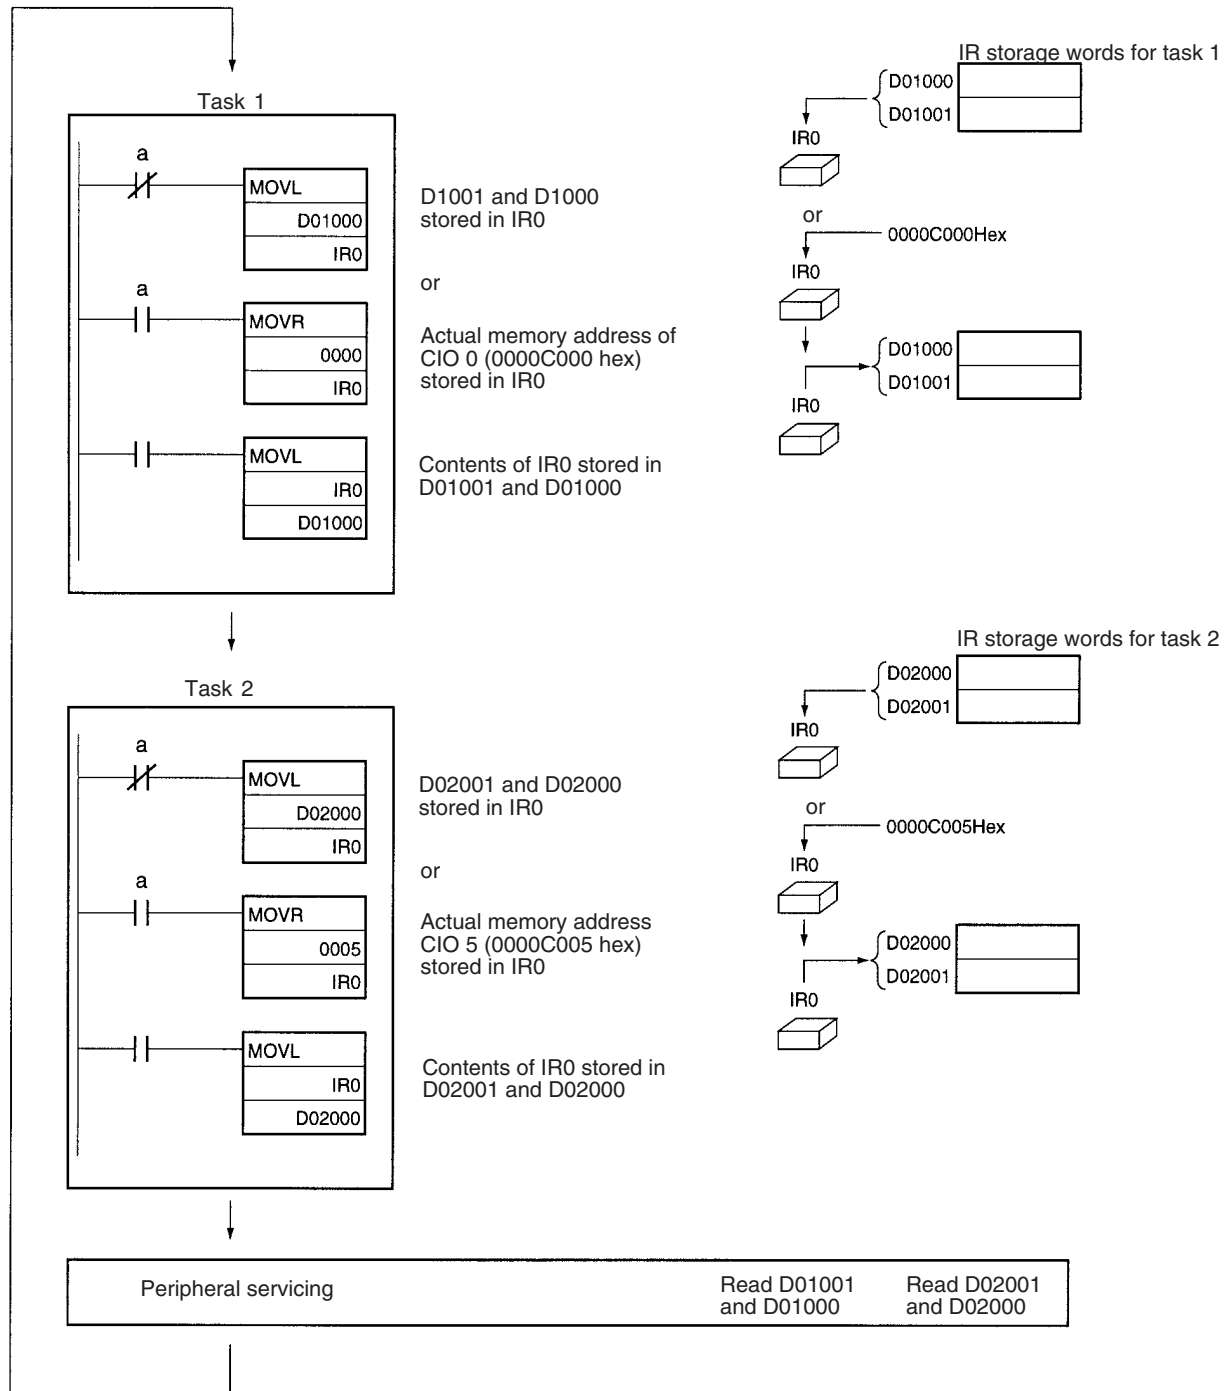 IR storage words for task 1
Task 1
a
MOVL
D01000
IR0
D1001 and D1000
stored in IR0
or
a
MOVR
0000
IR0
Actual memory address of
CIO 0 (0000C000 hex)
stored in IR0
MOVL
IR0
D01000
Contents of IR0 stored in
D01001 and D01000
D01000
D01001
IR0
or
0000C000Hex
IR0
D01000
D01001
IR0
IR storage words for task 2
Task 2
a
MOVL
D02000
IR0
D02001 and D02000
stored in IR0
or
a
MOVR
0005
IR0
Actual memory address
CIO 5 (0000C005 hex)
stored in IR0
MOVL
IR0
D02000
Contents of IR0 stored in
D02001 and D02000
D02000
D02001
IR0
or
0000C005Hex
IR0
D02000
D02001
IR0
Peripheral servicing
Read D01001
and D01000
Read D02001
and D02000